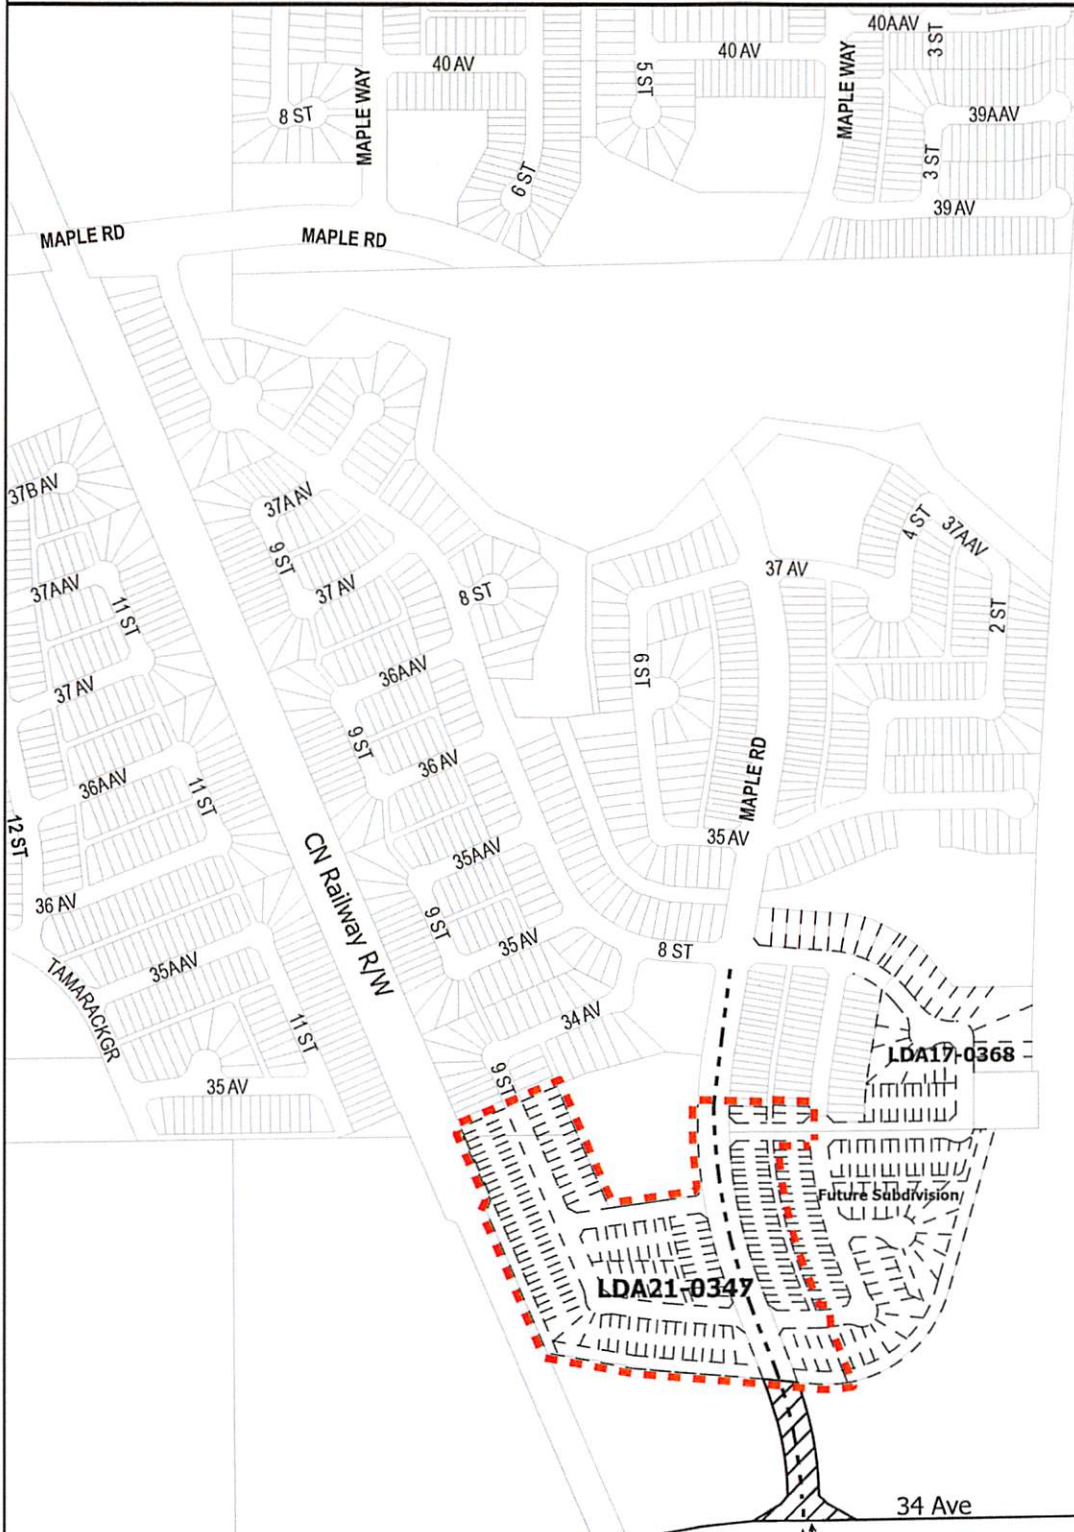 40AAV
3 ST
40 AV
40 AV
MAPLE WAY
5 ST
MAPLE WAY
8 ST
39AAV
3 ST
6 ST
39 AV
MAPLE RD
MAPLE RD
37B AV
37A AV
4 ST
37AAV
9 ST
37 AV
37AAV
37 AV
8 ST
11 ST
2 ST
6 ST
36AAV
37 AV
9 ST
36 AV
MAPLE RD
36AAV
11 ST
12 ST
35 AV
35AAV
CN Railway R/W
36 AV
9 ST
35 AV
8 ST
35AAV
TAMARACKGR
34 AV
11 ST
LDA17-0368
9 ST
35 AV
Future Subdivision
LDA21-0347
34 Ave